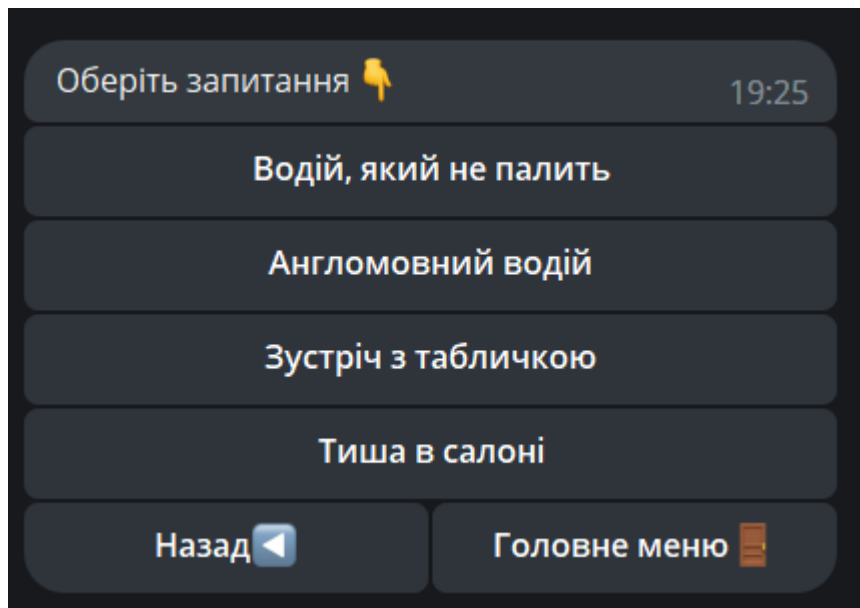 Оберіть запитання 👇
19:25
Водій, який не палить
Англомовний водій
Зустріч з табличкою
Тиша в салоні
Назад◀️
Головне меню🚪